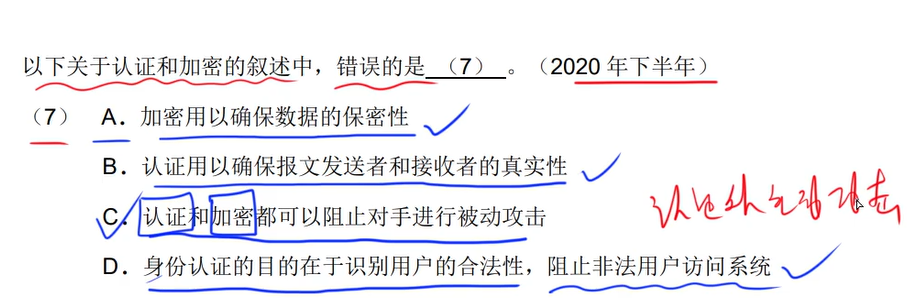 以下关于认证和加密的叙述中，错误的是 （7） 。（2020 年下半年）
（7） A．加密用以确保数据的保密性
B．认证用以确保报文发送者和接收者的真实性
C．认证和加密都可以阻止对手进行被动攻击
认证处主动攻击
D．身份认证的目的在于识别用户的合法性，阻止非法用户访问系统